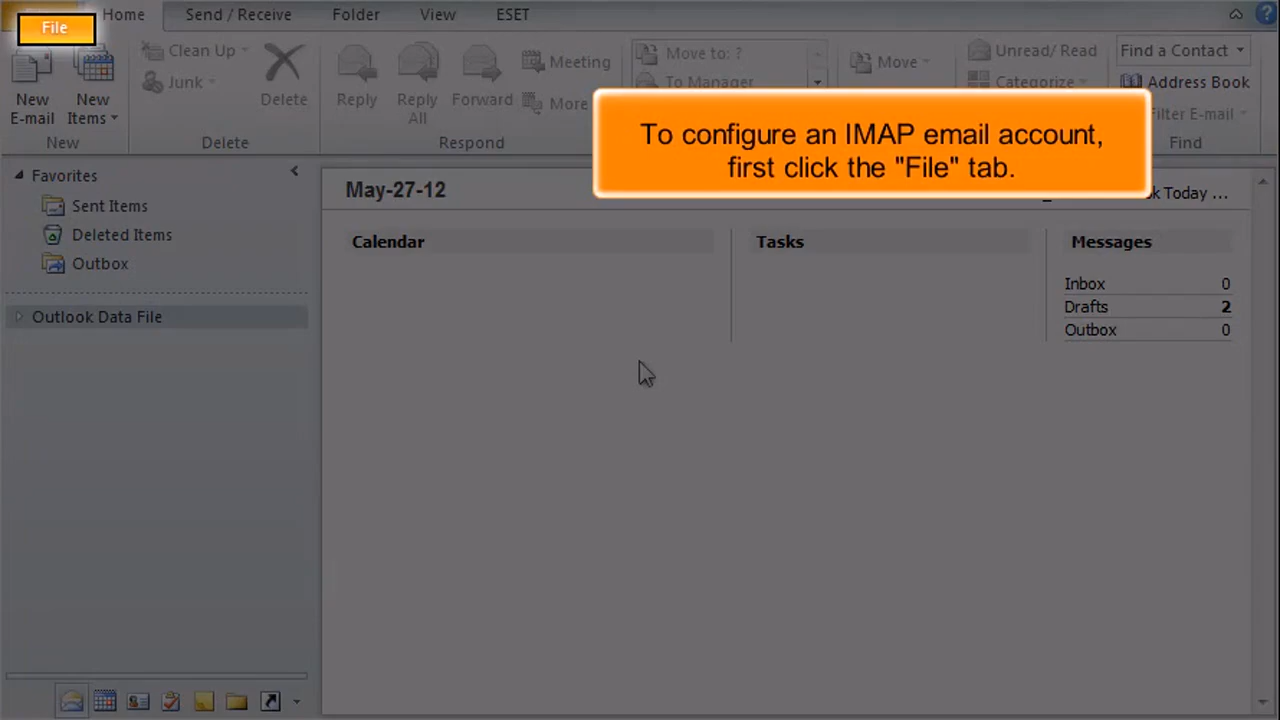 File
Home
Send / Receive
Folder
View
ESET
New
E-mail
New
Items
New
Clean Up
Junk
Delete
Delete
Reply
Reply
All
Forward
Meeting
More
Respond
Move to: ?
To Manager
Move
Unread/ Read
Categorize
Find a Contact
Address Book
Filter E-mail
Find
To configure an IMAP email account,
first click the "File" tab.
Favorites
Sent Items
Deleted Items
Outbox
Outlook Data File
May-27-12
Today ...
Calendar
Tasks
Messages
Inbox 0
Drafts 2
Outbox 0